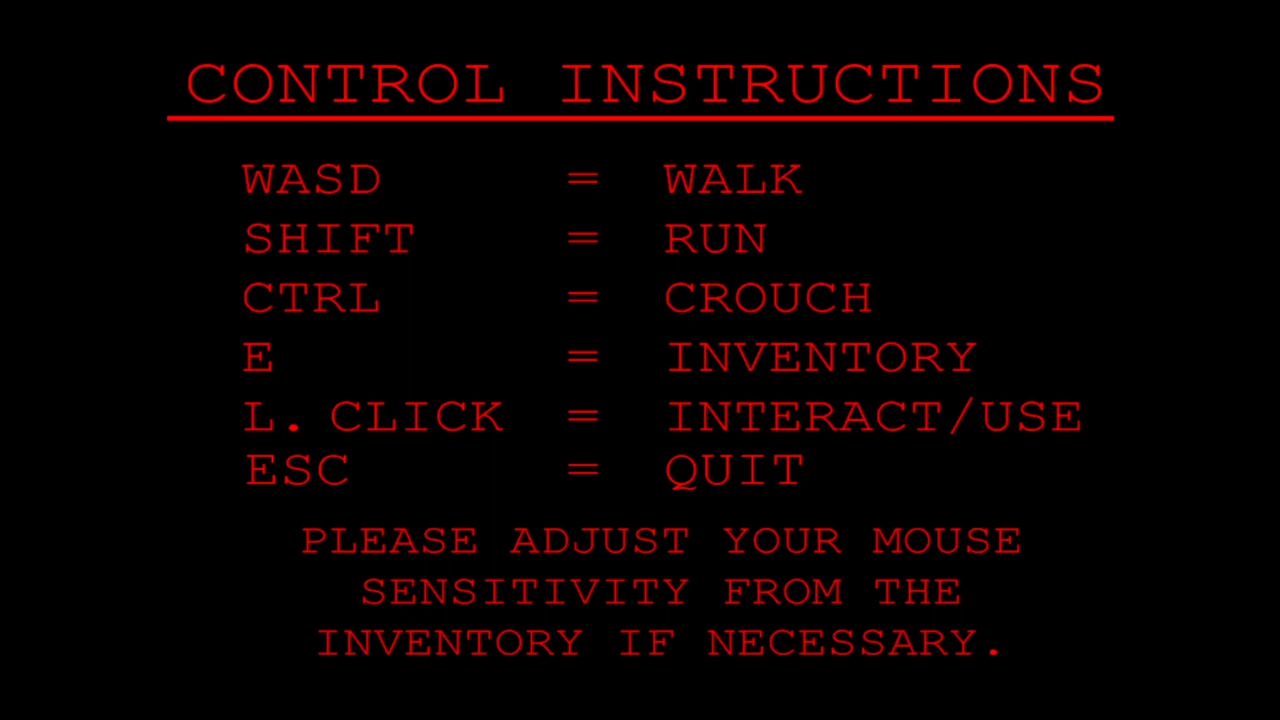 CONTROL INSTRUCTIONS
WASD = WALK
SHIFT = RUN
CTRL = CROUCH
E = INVENTORY
L. CLICK = INTERACT/USE
ESC = QUIT
PLEASE ADJUST YOUR MOUSE
SENSITIVITY FROM THE
INVENTORY IF NECESSARY.